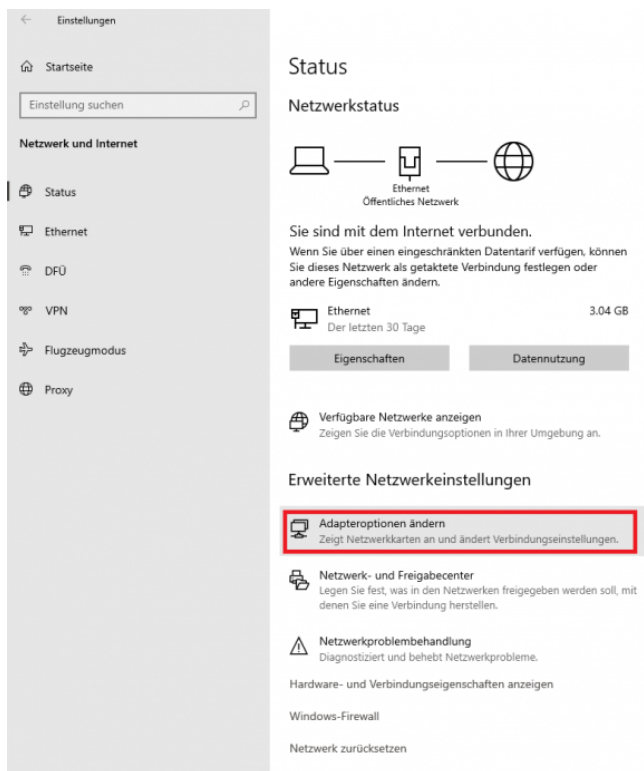 Einstellungen
Startseite
Einstellung suchen
Netzwerk und Internet
Status
Ethernet
DFÜ
VPN
Flugzeugmodus
Proxy
Status
Netzwerkstatus
Ethernet
Öffentliches Netzwerk
Sie sind mit dem Internet verbunden.
Wenn Sie über einen eingeschränkten Datentarif verfügen, können
Sie dieses Netzwerk als getaktete Verbindung festlegen oder
andere Eigenschaften ändern.
Ethernet 3.04 GB
Der letzten 30 Tage
Eigenschaften Datennutzung
Verfügbare Netzwerke anzeigen
Zeigen Sie die Verbindungsoptionen in Ihrer Umgebung an.
Erweiterte Netzwerkeinstellungen
Adapteroptionen ändern
Zeigt Netzwerkkarten an und ändert Verbindungseinstellungen.
Netzwerk- und Freigabecenter
Legen Sie fest, was in den Netzwerken freigegeben werden soll, mit
denen Sie eine Verbindung herstellen.
Netzwerkproblembehandlung
Diagnostiziert und behebt Netzwerkprobleme.
Hardware- und Verbindungseigenschaften anzeigen
Windows-Firewall
Netzwerk zurücksetzen